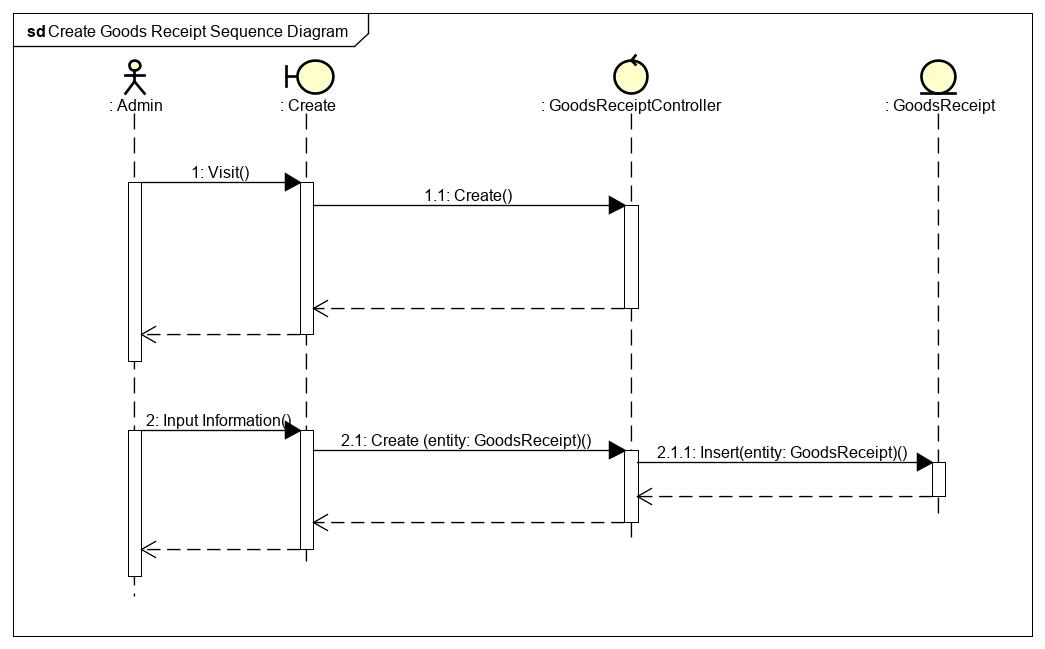 sd Create Goods Receipt Sequence Diagram
: Admin
: Create
: GoodsReceiptController
: GoodsReceipt
1: Visit()
1.1: Create()
2: Input Information()
2.1: Create (entity: GoodsReceipt)()
2.1.1: Insert(entity: GoodsReceipt)()